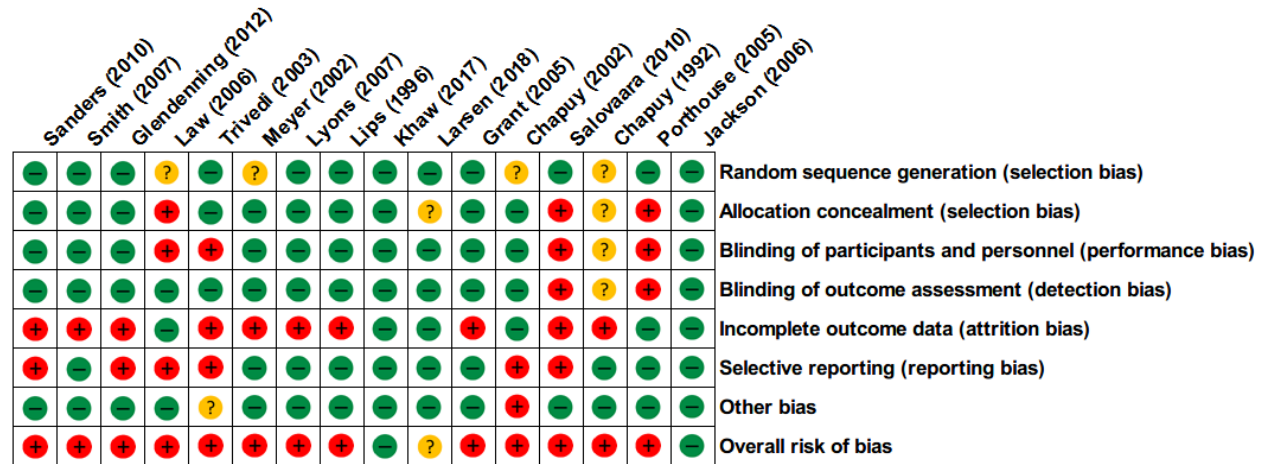 Sanders (2010)
Smith (2007)
Glendenning (2012)
Law (2006)
Trivedi (2003)
Meyer (2002)
Lyons (2007)
Lips (1996)
Khaw (2017)
Larsen (2018)
Grant (2005)
Chapuy (2002)
Salovaara (2010)
Chapuy (1992)
Porthouse (2005)
Jackson (2006)
− − − ? − ? − − − − − ? − ? − − Random sequence generation (selection bias)
− − − + − − − − − ? − − + ? + − Allocation concealment (selection bias)
− − − + + − − − − − − − + ? + − Blinding of participants and personnel (performance bias)
− − − − − − − − − − − − + ? + − Blinding of outcome assessment (detection bias)
+ + + − + + + + − − + − + + − − Incomplete outcome data (attrition bias)
+ − + + + − − − − − − + + − − − Selective reporting (reporting bias)
− − − − ? − − − − − − + − − − − Other bias
+ + + + + + + + − ? + + + + + − Overall risk of bias